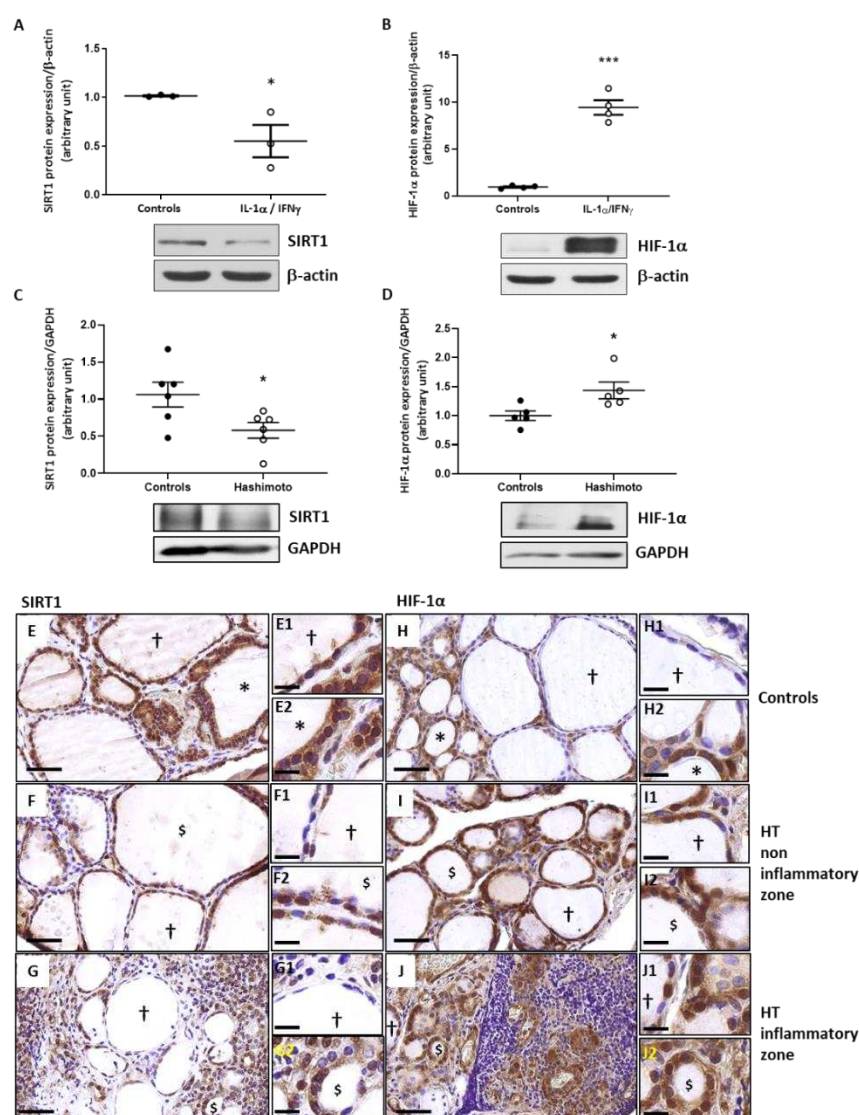 A
SIRT1 protein expression/β-actin
(arbitrary unit)
1.5
1.0
0.5
0.0
*
Controls
IL-1α / IFNγ
SIRT1
β-actin
B
HIF-1α protein expression/β-actin
(arbitrary unit)
15
10
5
0
***
Controls
IL-1α/IFNγ
HIF-1α
β-actin
C
SIRT1 protein expression/GAPDH
(arbitrary unit)
2.0
1.5
1.0
0.5
0.0
*
Controls
Hashimoto
SIRT1
GAPDH
D
HIF-1α protein expression/GAPDH
(arbitrary unit)
2.5
2.0
1.5
1.0
0.5
0.0
*
Controls
Hashimoto
HIF-1α
GAPDH
SIRT1
HIF-1α
E
†
*
E1
†
E2
*
H
†
*
H1
†
H2
*
Controls
F
$
†
F1
†
F2
$
I
$
†
I1
†
I2
$
HT
non
inflammatory
zone
G
†
$
G1
†
G2
$
J
†
$
J1
†
J2
$
HT
inflammatory
zone